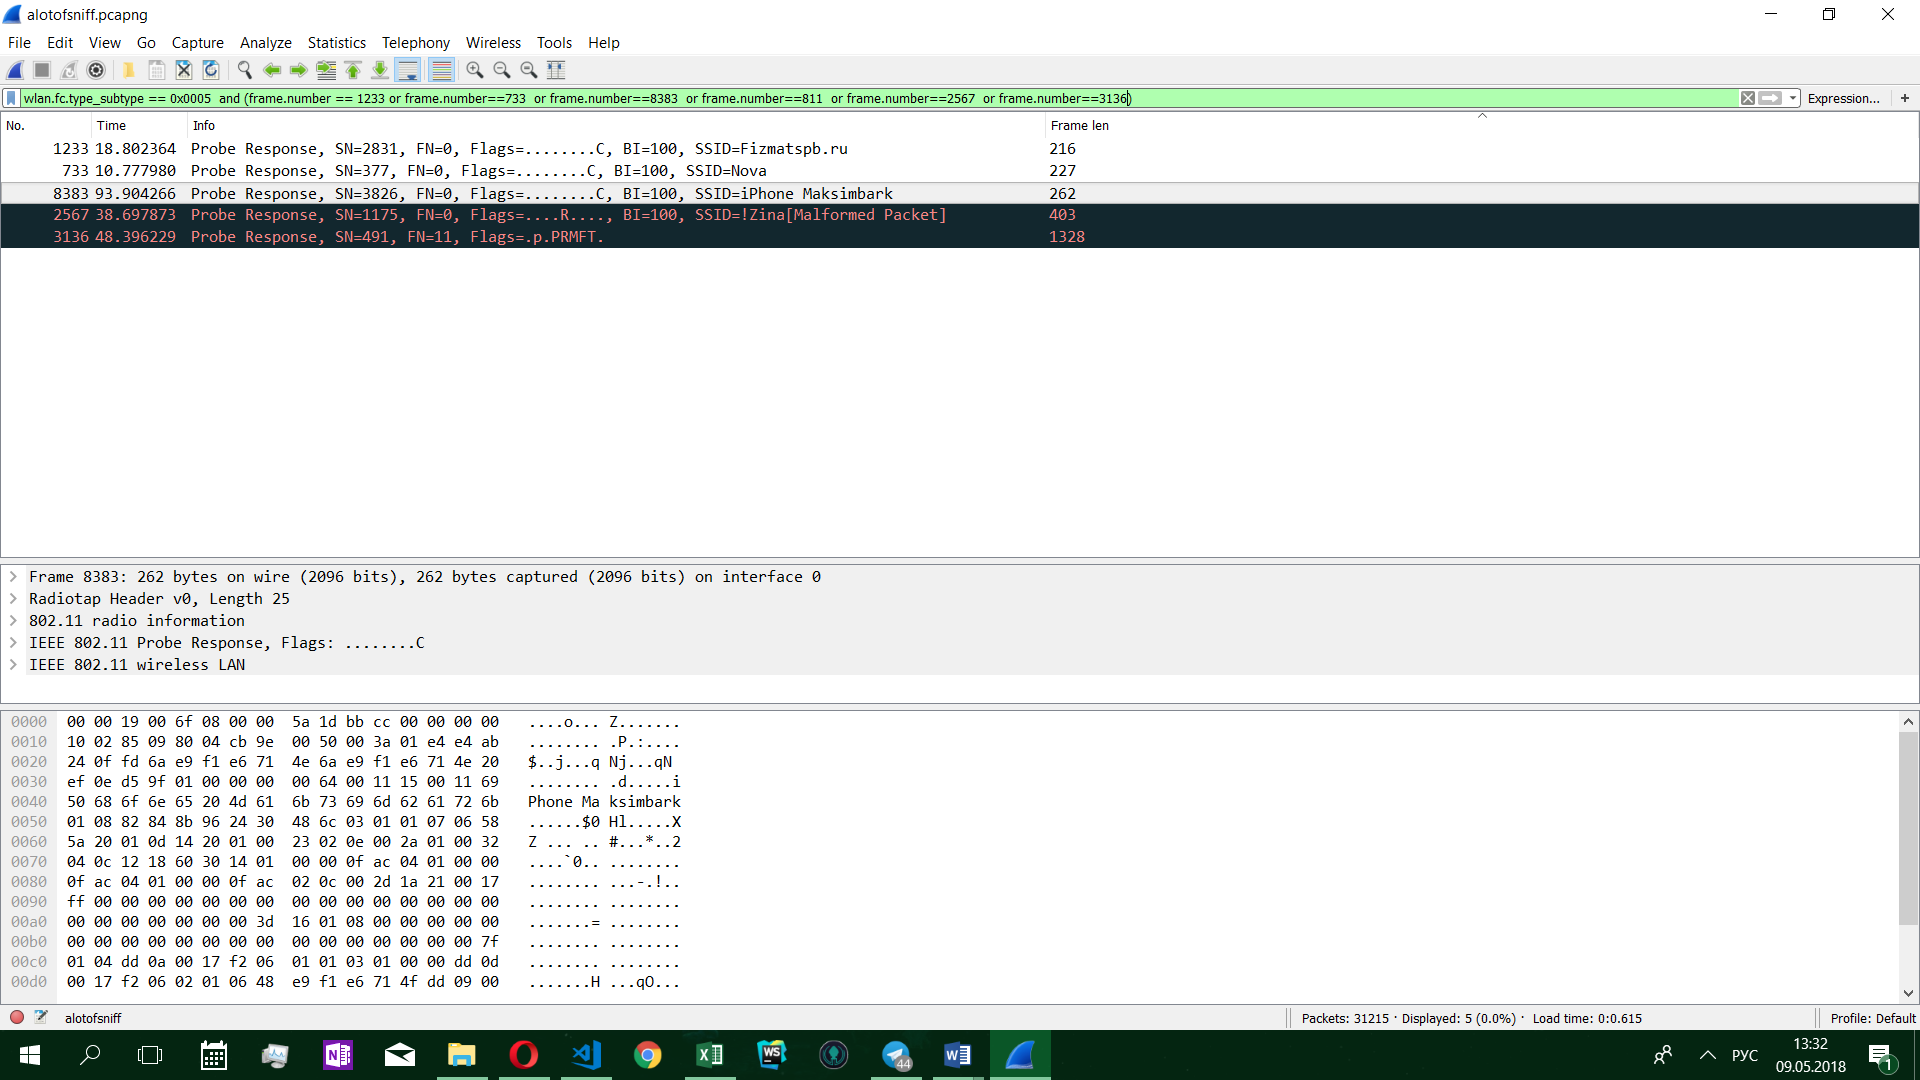 alotofsniff.pcapng
File Edit View Go Capture Analyze Statistics Telephony Wireless Tools Help
wlan.fc.type_subtype == 0x0005 and (frame.number == 1233 or frame.number==733 or frame.number==8383 or frame.number==811 or frame.number==2567 or frame.number==3136) Expression... +
No. Time Info Frame len
1233 18.802364 Probe Response, SN=2831, FN=0, Flags=........C, BI=100, SSID=Fizmatspb.ru 216
733 10.777980 Probe Response, SN=377, FN=0, Flags=........C, BI=100, SSID=Nova 227
8383 93.904266 Probe Response, SN=3826, FN=0, Flags=........C, BI=100, SSID=iPhone Maksimbark 262
2567 38.697873 Probe Response, SN=1175, FN=0, Flags=....R...., BI=100, SSID=!Zina[Malformed Packet] 403
3136 48.396229 Probe Response, SN=491, FN=11, Flags=.p.PRMFT. 1328
Frame 8383: 262 bytes on wire (2096 bits), 262 bytes captured (2096 bits) on interface 0
Radiotap Header v0, Length 25
802.11 radio information
IEEE 802.11 Probe Response, Flags: ........C
IEEE 802.11 wireless LAN
0000 00 00 19 00 6f 08 00 00 5a 1d bb cc 00 00 00 00 ....o... Z.......
0010 10 02 85 09 80 04 cb 9e 00 50 00 3a 01 e4 e4 ab ........ .P.:....
0020 24 0f fd 6a e9 f1 e6 71 4e 6a e9 f1 e6 71 4e 20 $..j...q Nj...qN
0030 ef 0e d5 9f 01 00 00 00 00 64 00 11 15 00 11 69 ........ .d.....i
0040 50 68 6f 6e 65 20 4d 61 6b 73 69 6d 62 61 72 6b Phone Ma ksimbark
0050 01 08 82 84 8b 96 24 30 48 6c 03 01 01 07 06 58 ......$0 Hl.....X
0060 5a 20 01 0d 14 20 01 00 23 02 0e 00 2a 01 00 32 Z ... .. #...*..2
0070 04 0c 12 18 60 30 14 01 00 00 0f ac 04 01 00 00 ....`0.. ........
0080 0f ac 04 01 00 00 0f ac 02 0c 00 2d 1a 21 00 17 ........ ...-.!..
0090 ff 00 00 00 00 00 00 00 00 00 00 00 00 00 00 00 ........ ........
00a0 00 00 00 00 00 00 00 3d 16 01 08 00 00 00 00 00 .......= ........
00b0 00 00 00 00 00 00 00 00 00 00 00 00 00 00 00 7f ........ ........
00c0 01 04 dd 0a 00 17 f2 06 01 01 03 01 00 00 dd 0d ........ ........
00d0 00 17 f2 06 02 01 06 48 e9 f1 e6 71 4f dd 09 00 .......H ...qO...
alotofsniff Packets: 31215 · Displayed: 5 (0.0%) · Load time: 0:0.615 Profile: Default
N WS 44 W РУС 13:32 1
09.05.2018